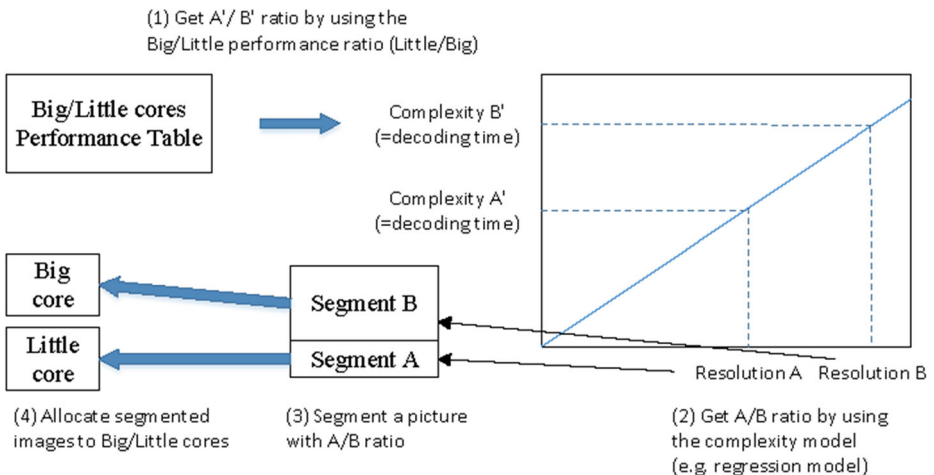 (1) Get A'/ B' ratio by using the
Big/Little performance ratio (Little/Big)
Big/Little cores
Performance Table
Complexity B'
(=decoding time)
Complexity A'
(=decoding time)
Big
core
Little
core
Segment B
Segment A
Resolution A
Resolution B
(4) Allocate segmented
images to Big/Little cores
(3) Segment a picture
with A/B ratio
(2) Get A/B ratio by using
the complexity model
(e.g. regression model)